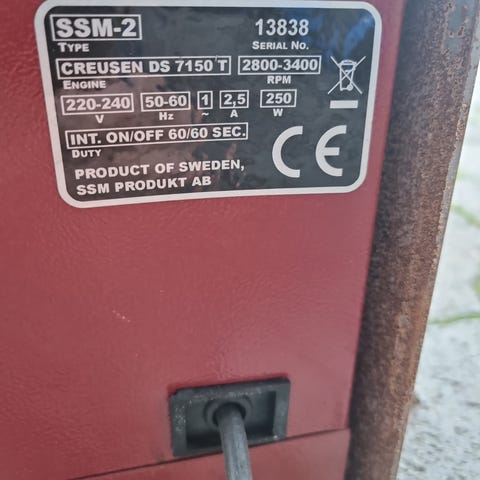 SSM-2 13838
TYPE SERIAL No.
CREUSEN DS 7150 T 2800-3400
ENGINE RPM
220-240 50-60 1 2,5 250
V Hz ~ A W
INT. ON/OFF 60/60 SEC.
DUTY
PRODUCT OF SWEDEN,
SSM PRODUKT AB
CE